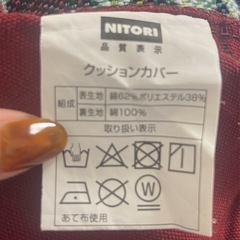 NITORI
品質表示
クッションカバー
組成 表生地 綿62%ポリエステル38%
裏生地 綿100%
取り扱い表示
W
あて布使用